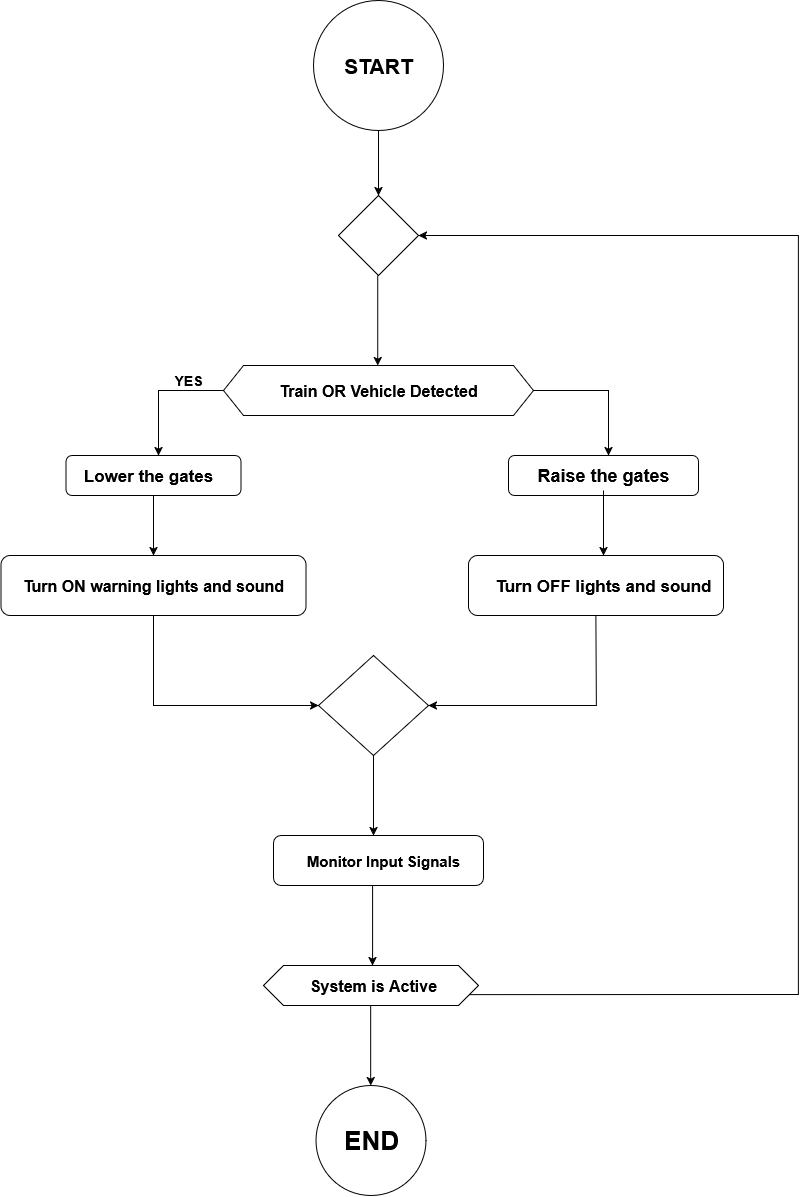 START
Train OR Vehicle Detected
YES
Lower the gates
Raise the gates
Turn ON warning lights and sound
Turn OFF lights and sound
Monitor Input Signals
System is Active
END